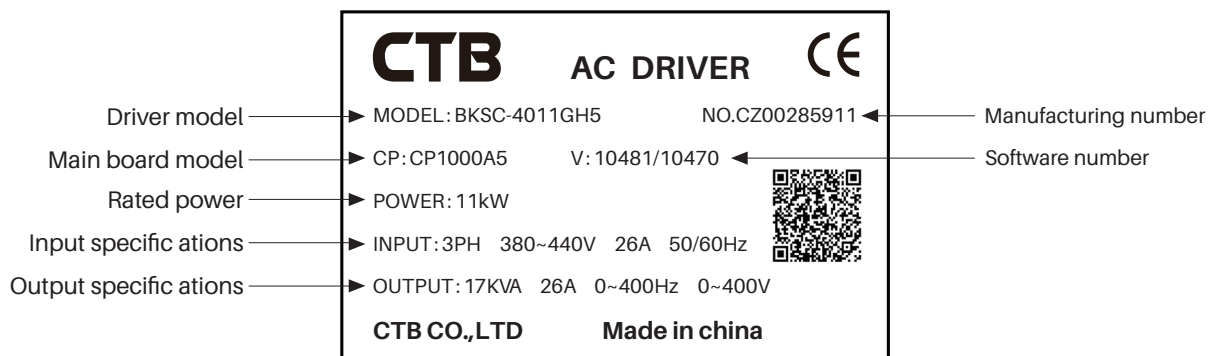 CTB AC DRIVER CE
Driver model MODEL:BKSC-4011GH5 NO.CZ00285911 Manufacturing number
Main board model CP:CP1000A5 V:10481/10470 Software number
Rated power POWER:11kW
Input specific ations INPUT:3PH 380~440V 26A 50/60Hz
Output specific ations OUTPUT:17KVA 26A 0~400Hz 0~400V
CTB CO.,LTD Made in china